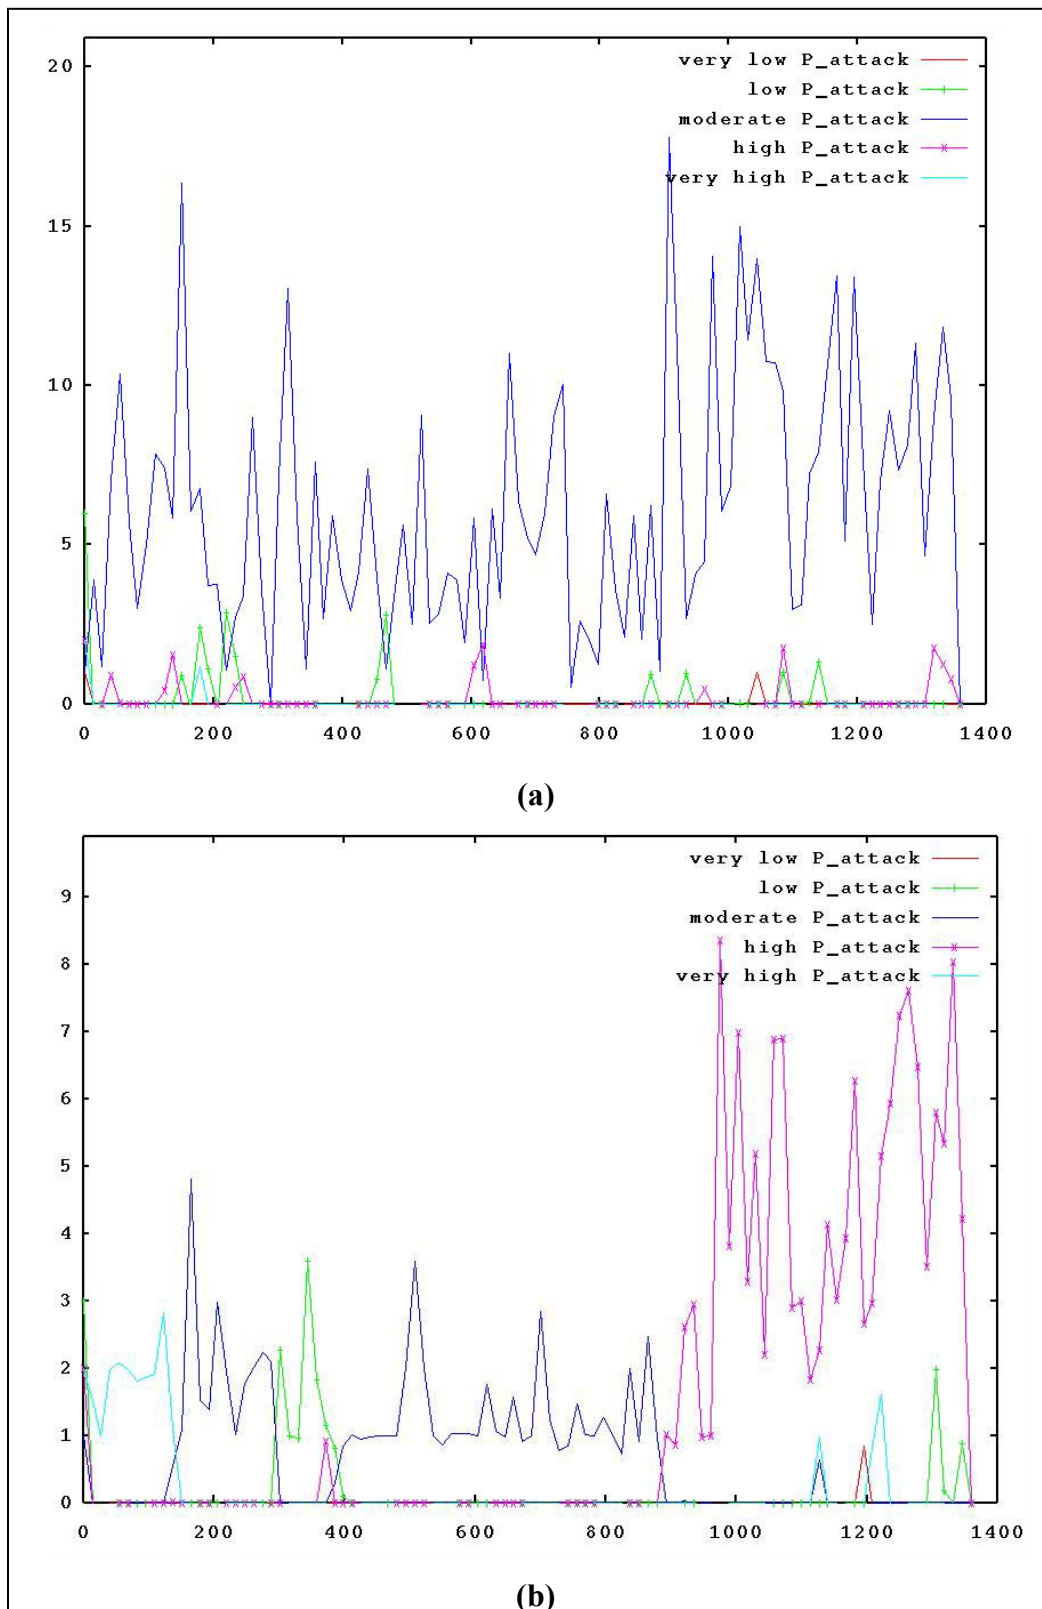 20
very low P_attack
low P_attack
moderate P_attack
high P_attack
very high P_attack
15
10
5
0
0 200 400 600 800 1000 1200 1400
(a)
very low P_attack
9
low P_attack
moderate P_attack
high P_attack
8
very high P_attack
7
6
5
4
3
2
1
0
0 200 400 600 800 1000 1200 1400
(b)